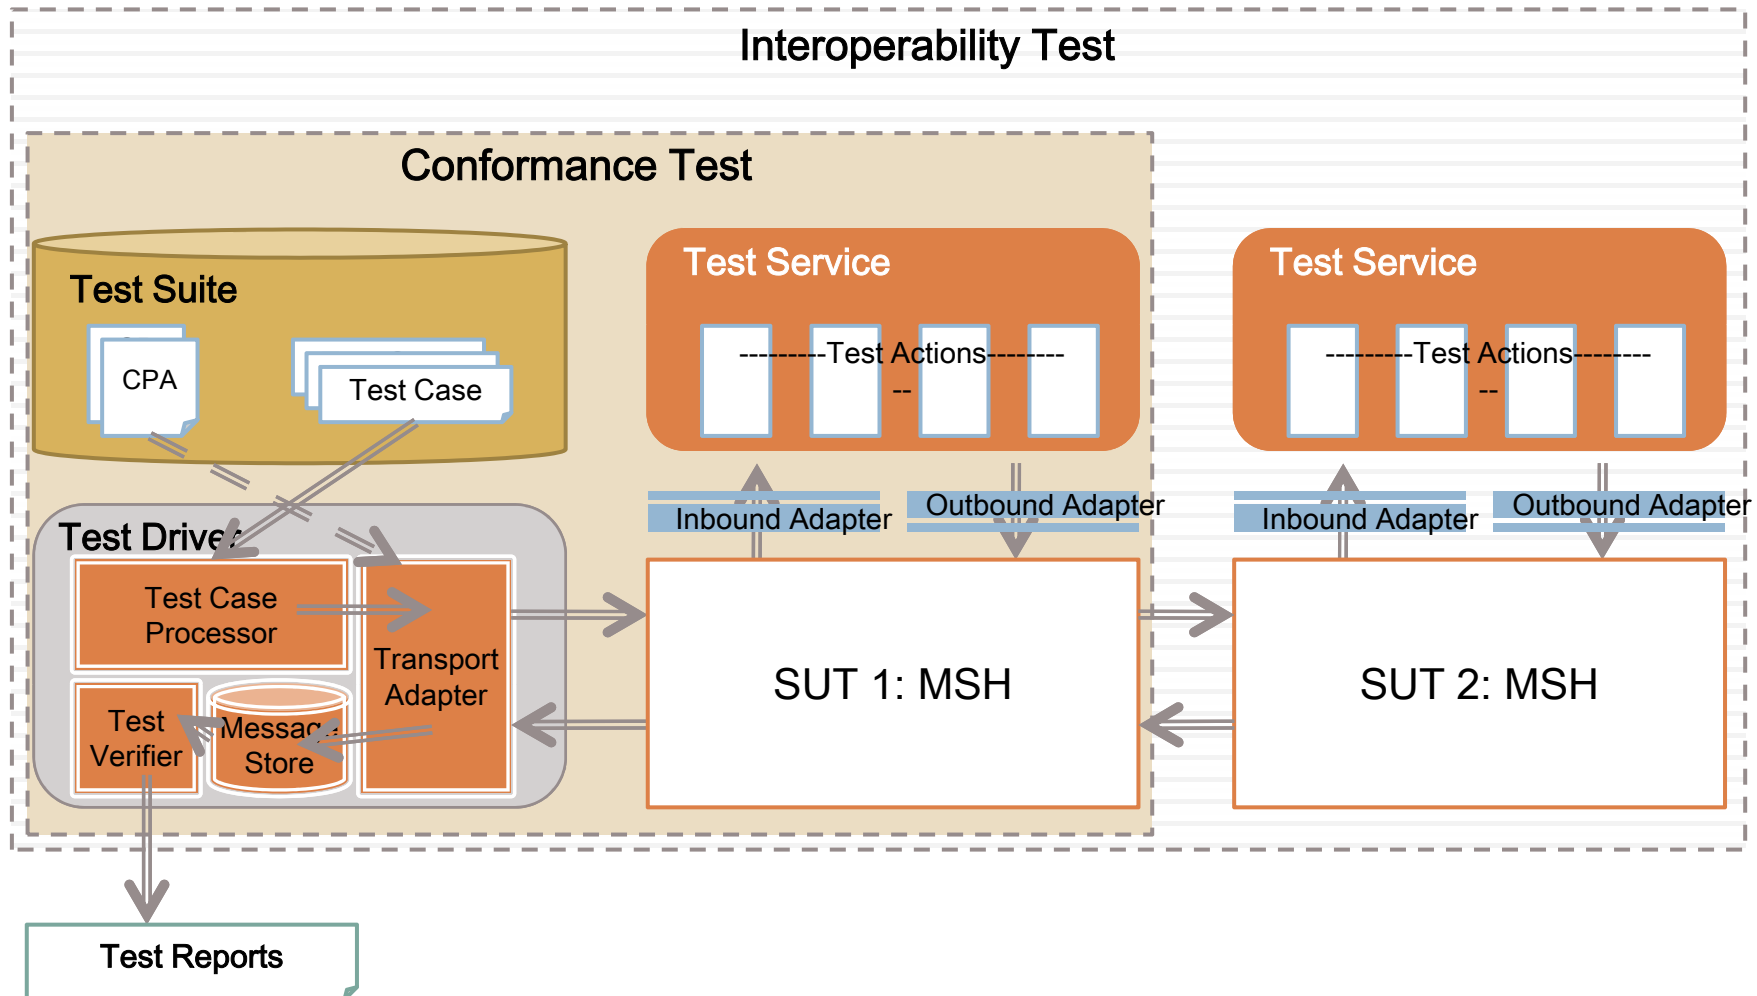 Interoperability Test
Conformance Test
Test Suite
CPA
Test Case
Test Service
---------Test Actions--------
--
Test Service
---------Test Actions--------
--
Inbound Adapter
Outbound Adapter
Inbound Adapter
Outbound Adapter
Test Driver
Test Case
Processor
Transport
Adapter
Test
Verifier
Message
Store
SUT 1: MSH
SUT 2: MSH
Test Reports